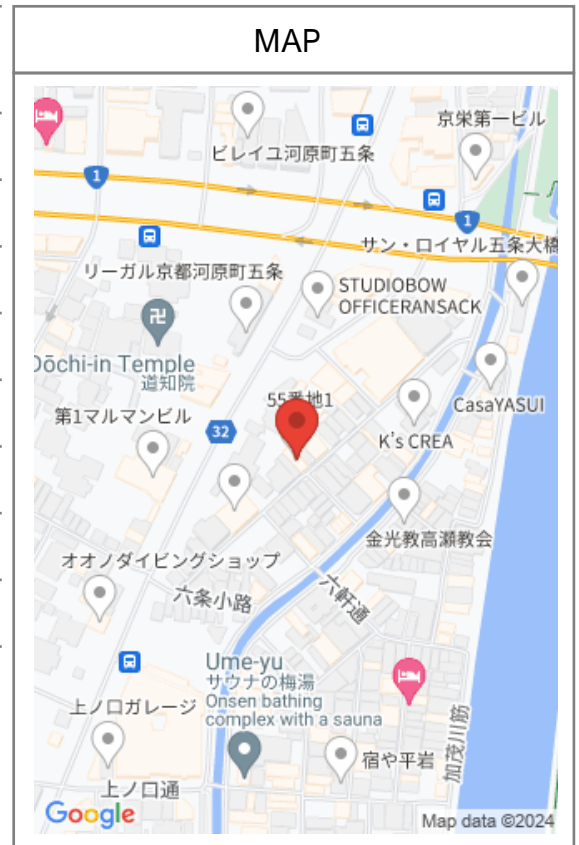 MAP
京栄第一ビル
ビレイユ河原町五条
1
1
サン・ロイヤル五条大橋
リーガル京都河原町五条
STUDIOBOW
OFFICERANSACK
Dōchi-in Temple
道知院
55番地1
CasaYASUI
第1マルマンビル
32
K's CREA
金光教高瀬教会
オオノダイビングショップ
六条小路
六軒通
Ume-yu
サウナの梅湯
Onsen bathing
complex with a sauna
上ノ口ガレージ
加茂川筋
宿や平岩
上ノ口通
Google
Map data ©2024